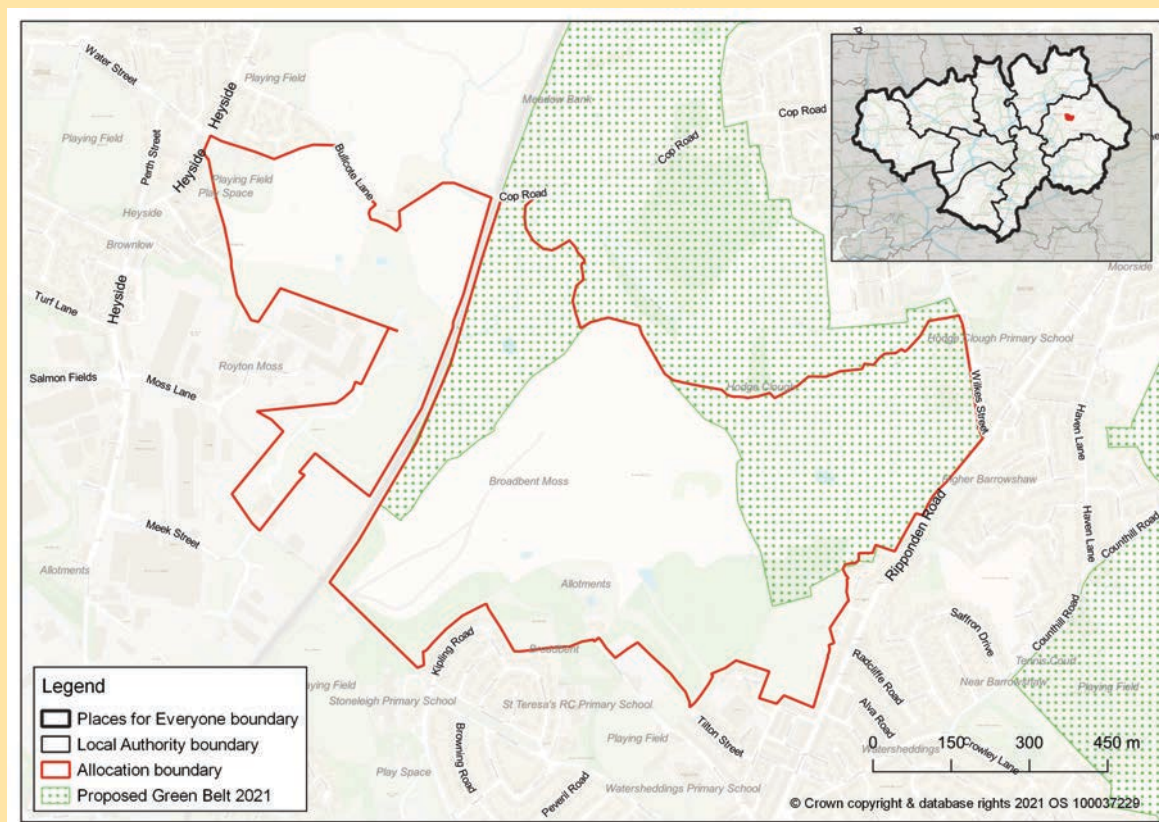 Water Street
Playing Field
Heyside
Playing Field
Perth Street
Heyside
Playing Field
Play Space
Bullcote Lane
Heyside
Brownlow
Heyside
Turf Lane
Salmon Fields
Moss Lane
Royton Moss
Meek Street
Allotments
Meadow Bank
Cop Road
Cop Road
Cop Road
Moorside
Hodge Clough Primary School
Hodge Clough
Wilkes Street
Haven Lane
Higher Barrowshaw
Haven Lane
Counthill Road
Counthill Road
Broadbent Moss
Ripponden Road
Allotments
Saffron Drive
Tennis Court
Near Barrowshaw
Playing Field
Radcliffe Road
Alva Road
Watersheddings
Crowley Lane
Kipling Road
Broadbent
Playing Field
Stoneleigh Primary School
St Teresa's RC Primary School
Tilton Street
Playing Field
Browning Road
Play Space
Peveril Road
Watersheddings Primary School
Legend
Places for Everyone boundary
Local Authority boundary
Allocation boundary
Proposed Green Belt 2021
0 150 300 450 m
© Crown copyright & database rights 2021 OS 100037229